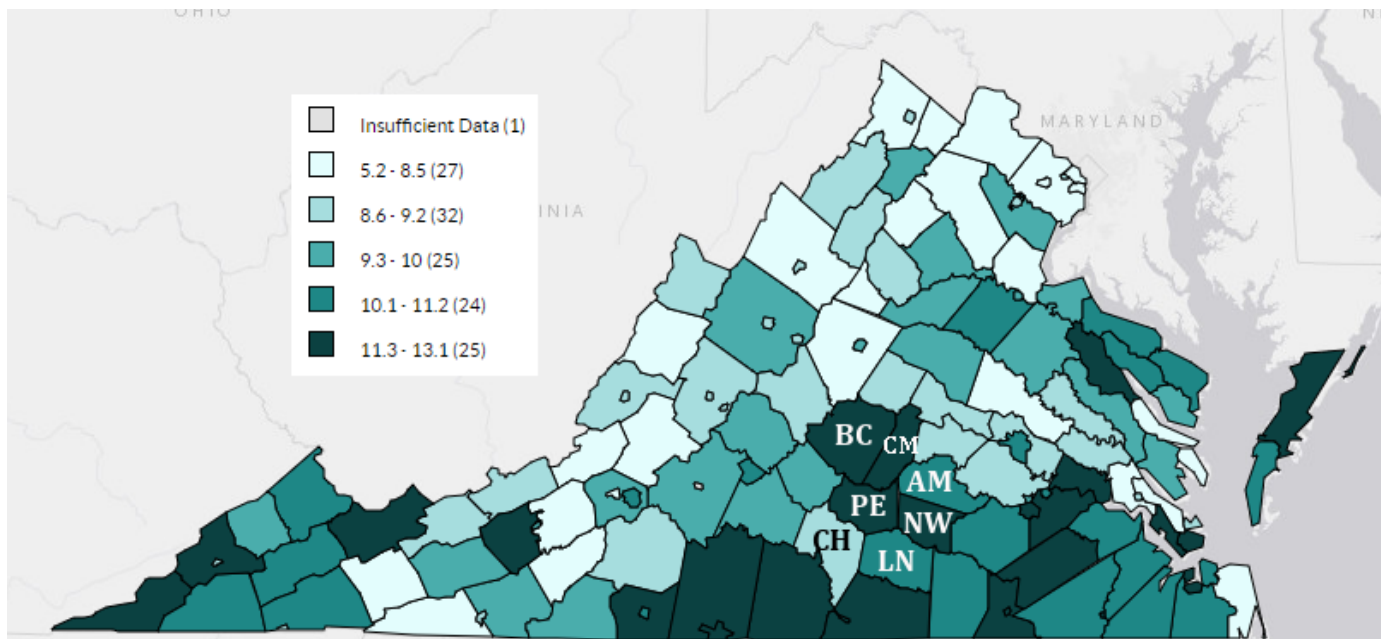 OHIO
MARYLAND
INIA
Insufficient Data (1)
5.2 - 8.5 (27)
8.6 - 9.2 (32)
9.3 - 10 (25)
10.1 - 11.2 (24)
11.3 - 13.1 (25)
BC
CM
AM
PE
NW
CH
LN